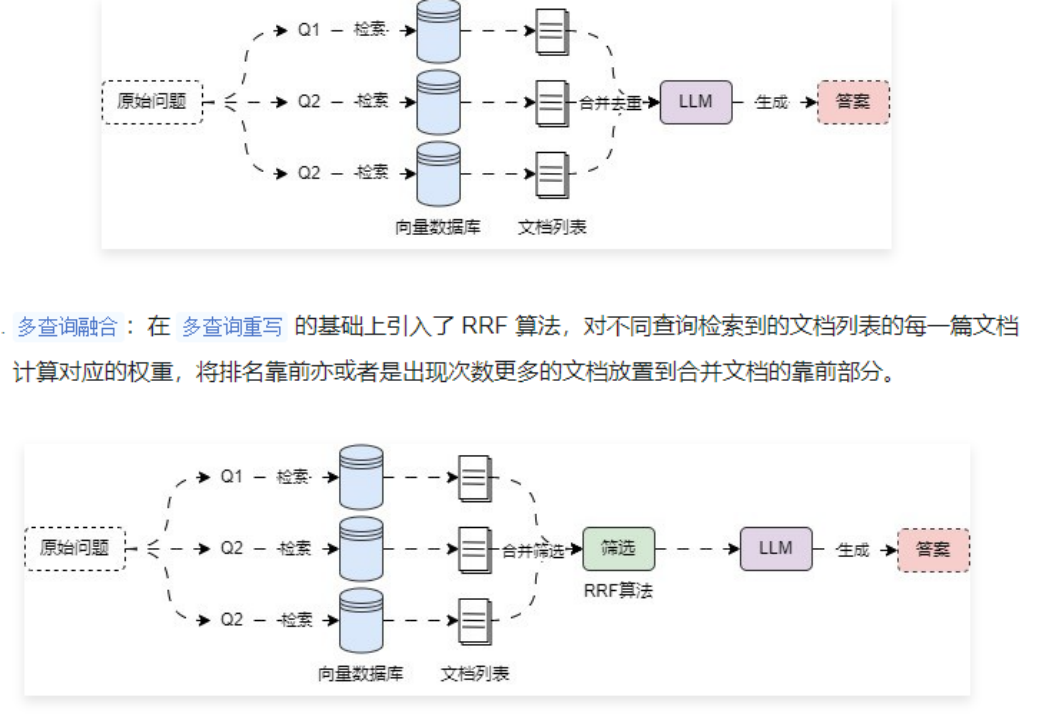 Q1 检索
原始问题 Q2 检索 合并去重 LLM 生成 答案
Q2 检索
向量数据库 文档列表
. 多查询融合 ：在 多查询重写 的基础上引入了 RRF 算法，对不同查询检索到的文档列表的每一篇文档
计算对应的权重，将排名靠前亦或者是出现次数更多的文档放置到合并文档的靠前部分。
Q1 检索
原始问题 Q2 检索 合并筛选 筛选 LLM 生成 答案
RRF算法
Q2 检索
向量数据库 文档列表